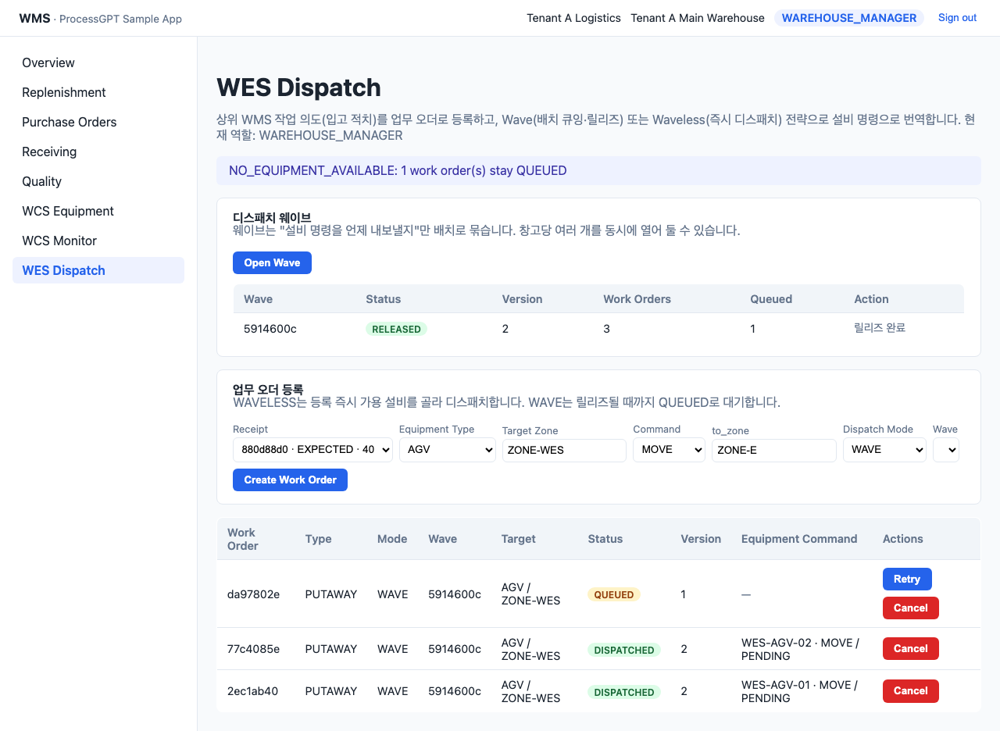 WMS · ProcessGPT Sample App
Tenant A Logistics Tenant A Main Warehouse WAREHOUSE_MANAGER Sign out
Overview
Replenishment
Purchase Orders
Receiving
Quality
WCS Equipment
WCS Monitor
WES Dispatch
WES Dispatch
상위 WMS 작업 의도(입고 적치)를 업무 오더로 등록하고, Wave(배치 큐잉·릴리즈) 또는 Waveless(즉시 디스패치) 전략으로 설비 명령으로 번역합니다. 현
재 역할: WAREHOUSE_MANAGER
NO_EQUIPMENT_AVAILABLE: 1 work order(s) stay QUEUED
디스패치 웨이브
웨이브는 "설비 명령을 언제 내보낼지"만 배치로 묶습니다. 창고당 여러 개를 동시에 열어 둘 수 있습니다.
Open Wave
Wave Status Version Work Orders Queued Action
5914600c RELEASED 2 3 1 릴리즈 완료
업무 오더 등록
WAVELESS는 등록 즉시 가용 설비를 골라 디스패치합니다. WAVE는 릴리즈될 때까지 QUEUED로 대기합니다.
Receipt Equipment Type Target Zone Command to_zone Dispatch Mode Wave
880d88d0 · EXPECTED · 40 AGV ZONE-WES MOVE ZONE-E WAVE
Create Work Order
Work
Order
Type Mode Wave Target Status Version Equipment Command Actions
da97802e PUTAWAY WAVE 5914600c AGV /
ZONE-WES
QUEUED 1 —
Retry
Cancel
77c4085e PUTAWAY WAVE 5914600c AGV /
ZONE-WES
DISPATCHED 2 WES-AGV-02 · MOVE /
PENDING
Cancel
2ec1ab40 PUTAWAY WAVE 5914600c AGV /
ZONE-WES
DISPATCHED 2 WES-AGV-01 · MOVE /
PENDING
Cancel